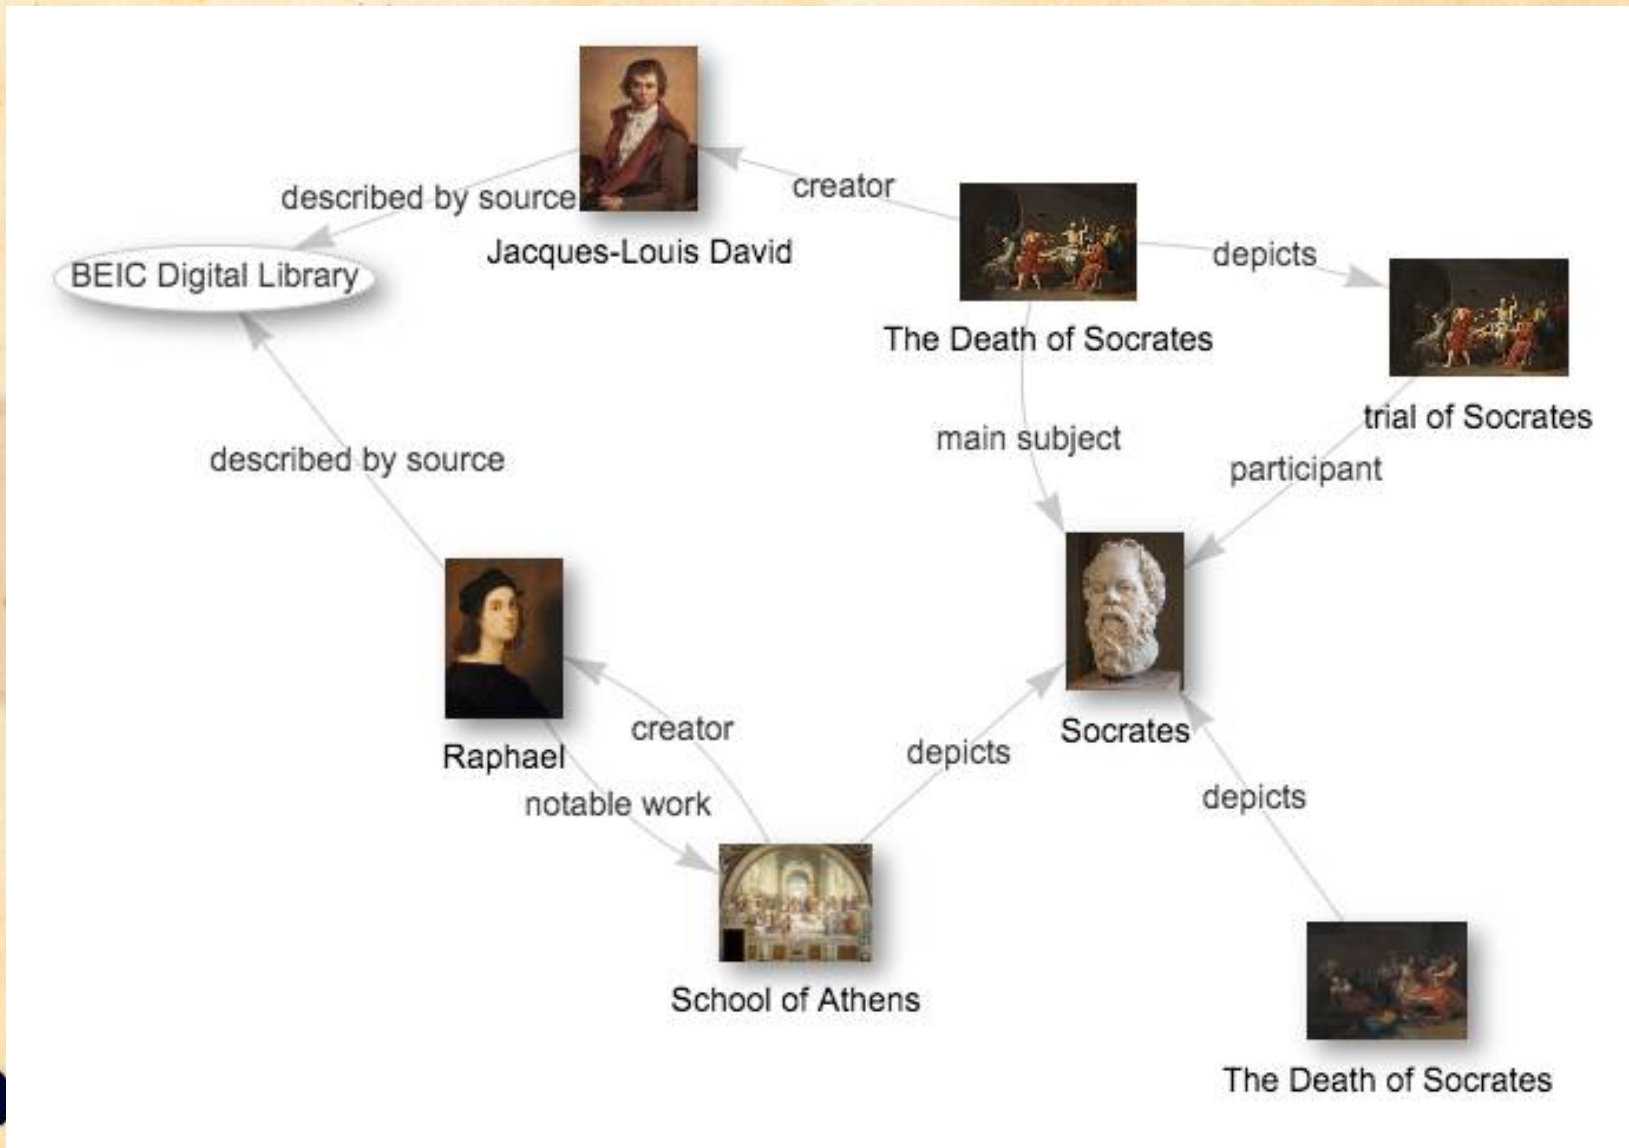 creator
described by source
Jacques-Louis David
depicts
BEIC Digital Library
The Death of Socrates
trial of Socrates
main subject
described by source
participant
creator
Socrates
Raphael
depicts
notable work
depicts
School of Athens
The Death of Socrates